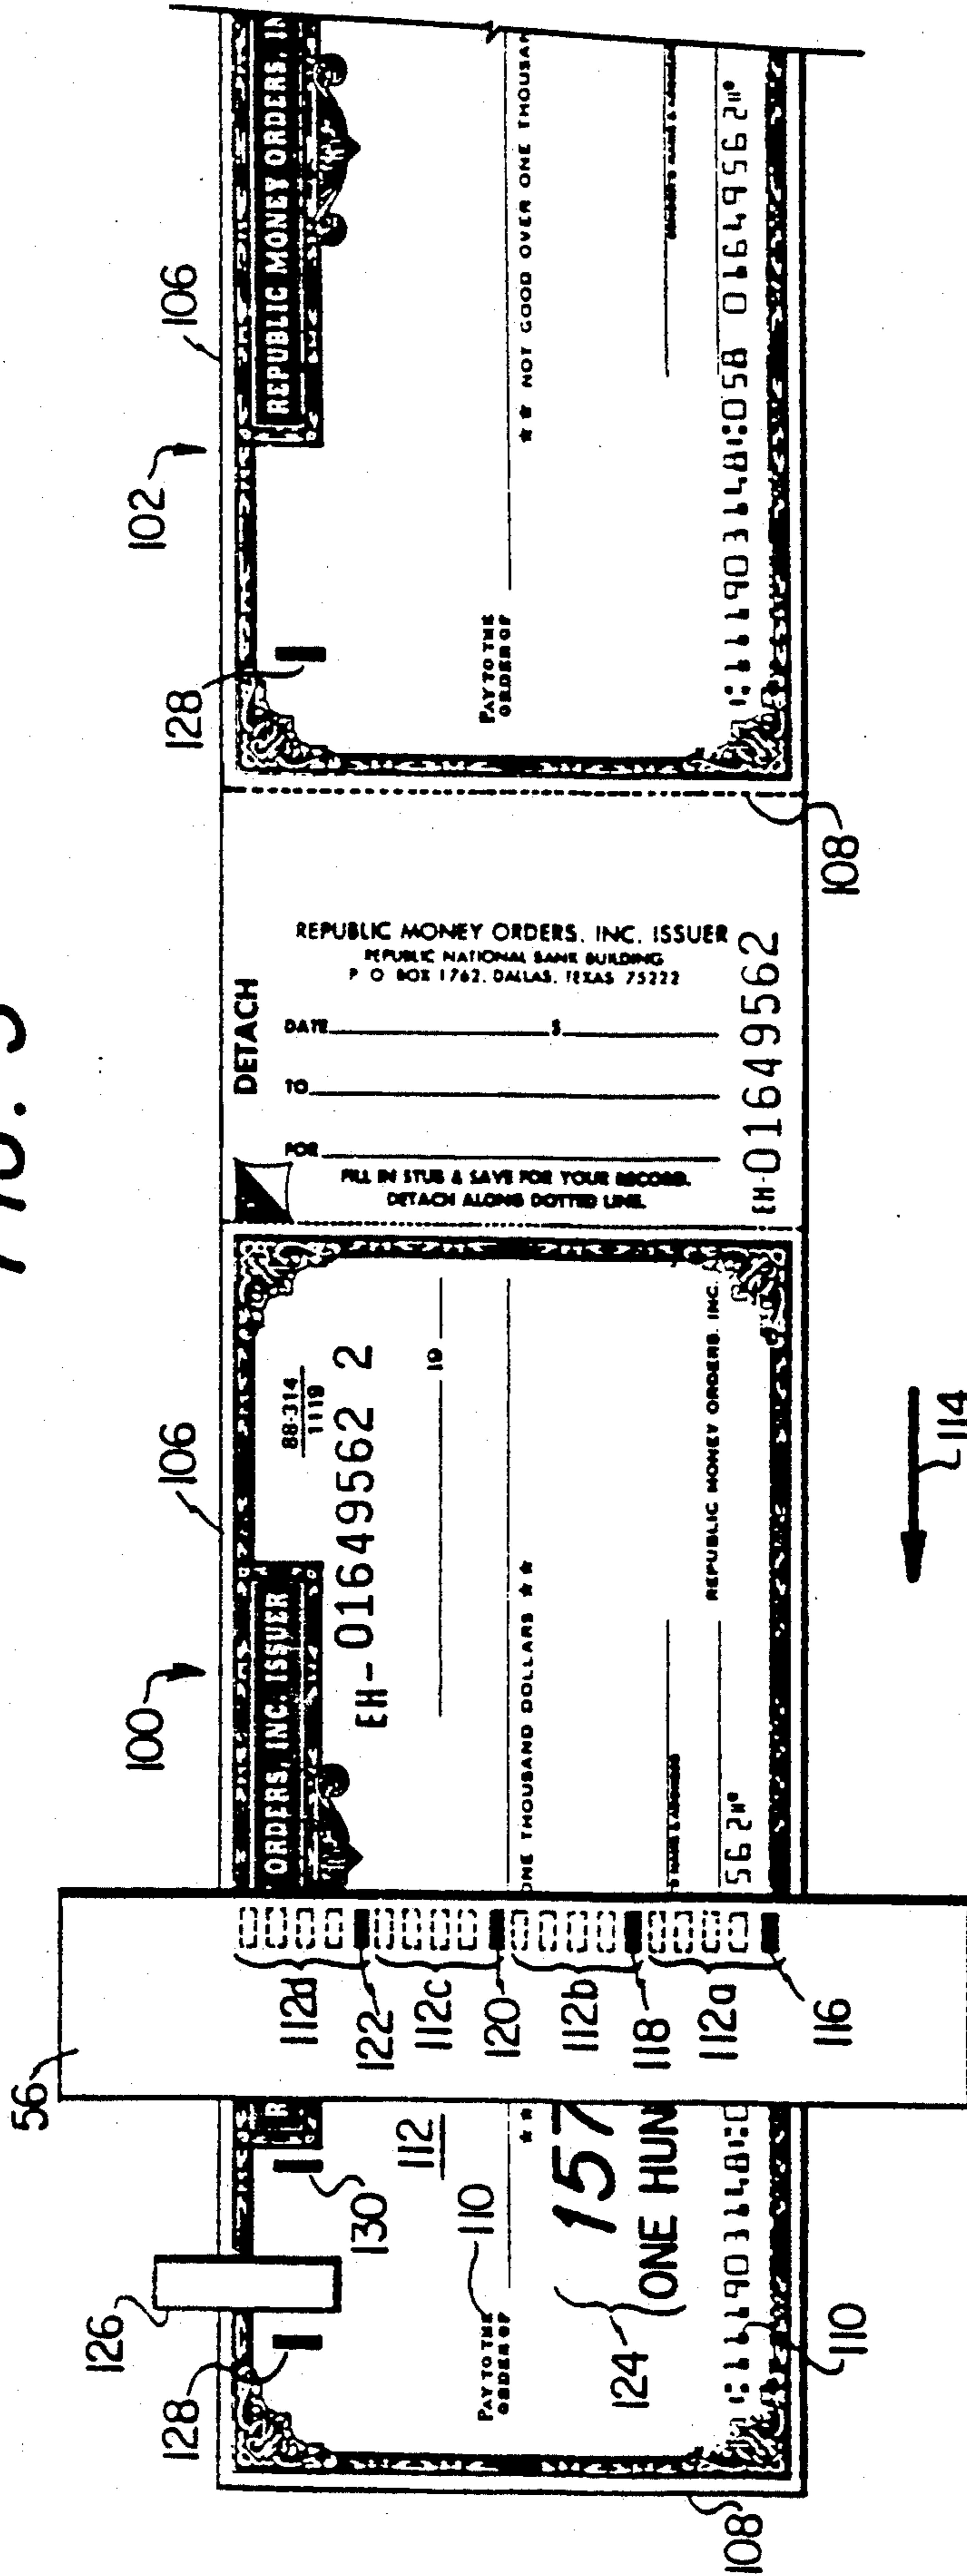 FIG. 3
56
100
106
102
106
126
128
130
128
REPUBLIC MONEY ORDERS, IN
R
ORDERS, INC. ISSUER
88-314
1119
EH-01649562 2
19
112
112d
122
112c
120
112b
118
112a
116
110
PAY TO THE
ORDER OF
★★
ONE THOUSAND DOLLARS ★★
124
157
ONE HUN
REPUBLIC MONEY ORDERS, INC.
⑆111903148⑆0
562⑈
110
108
DETACH
REPUBLIC MONEY ORDERS, INC. ISSUER
REPUBLIC NATIONAL BANK BUILDING
P O BOX 1762, DALLAS, TEXAS 75222
DATE $
TO
FOR
FILL IN STUB & SAVE FOR YOUR RECORD.
DETACH ALONG DOTTED LINE.
EH-01649562
108
PAY TO THE
ORDER OF
★★ NOT GOOD OVER ONE THOUSAN
⑆111903148⑆058 01649562⑈
114